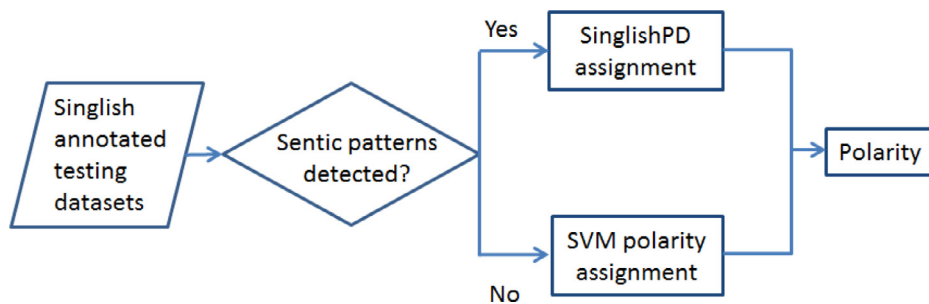 Singlish
annotated
testing
datasets
Sentic patterns
detected?
Yes
SinglishPD
assignment
No
SVM polarity
assignment
Polarity